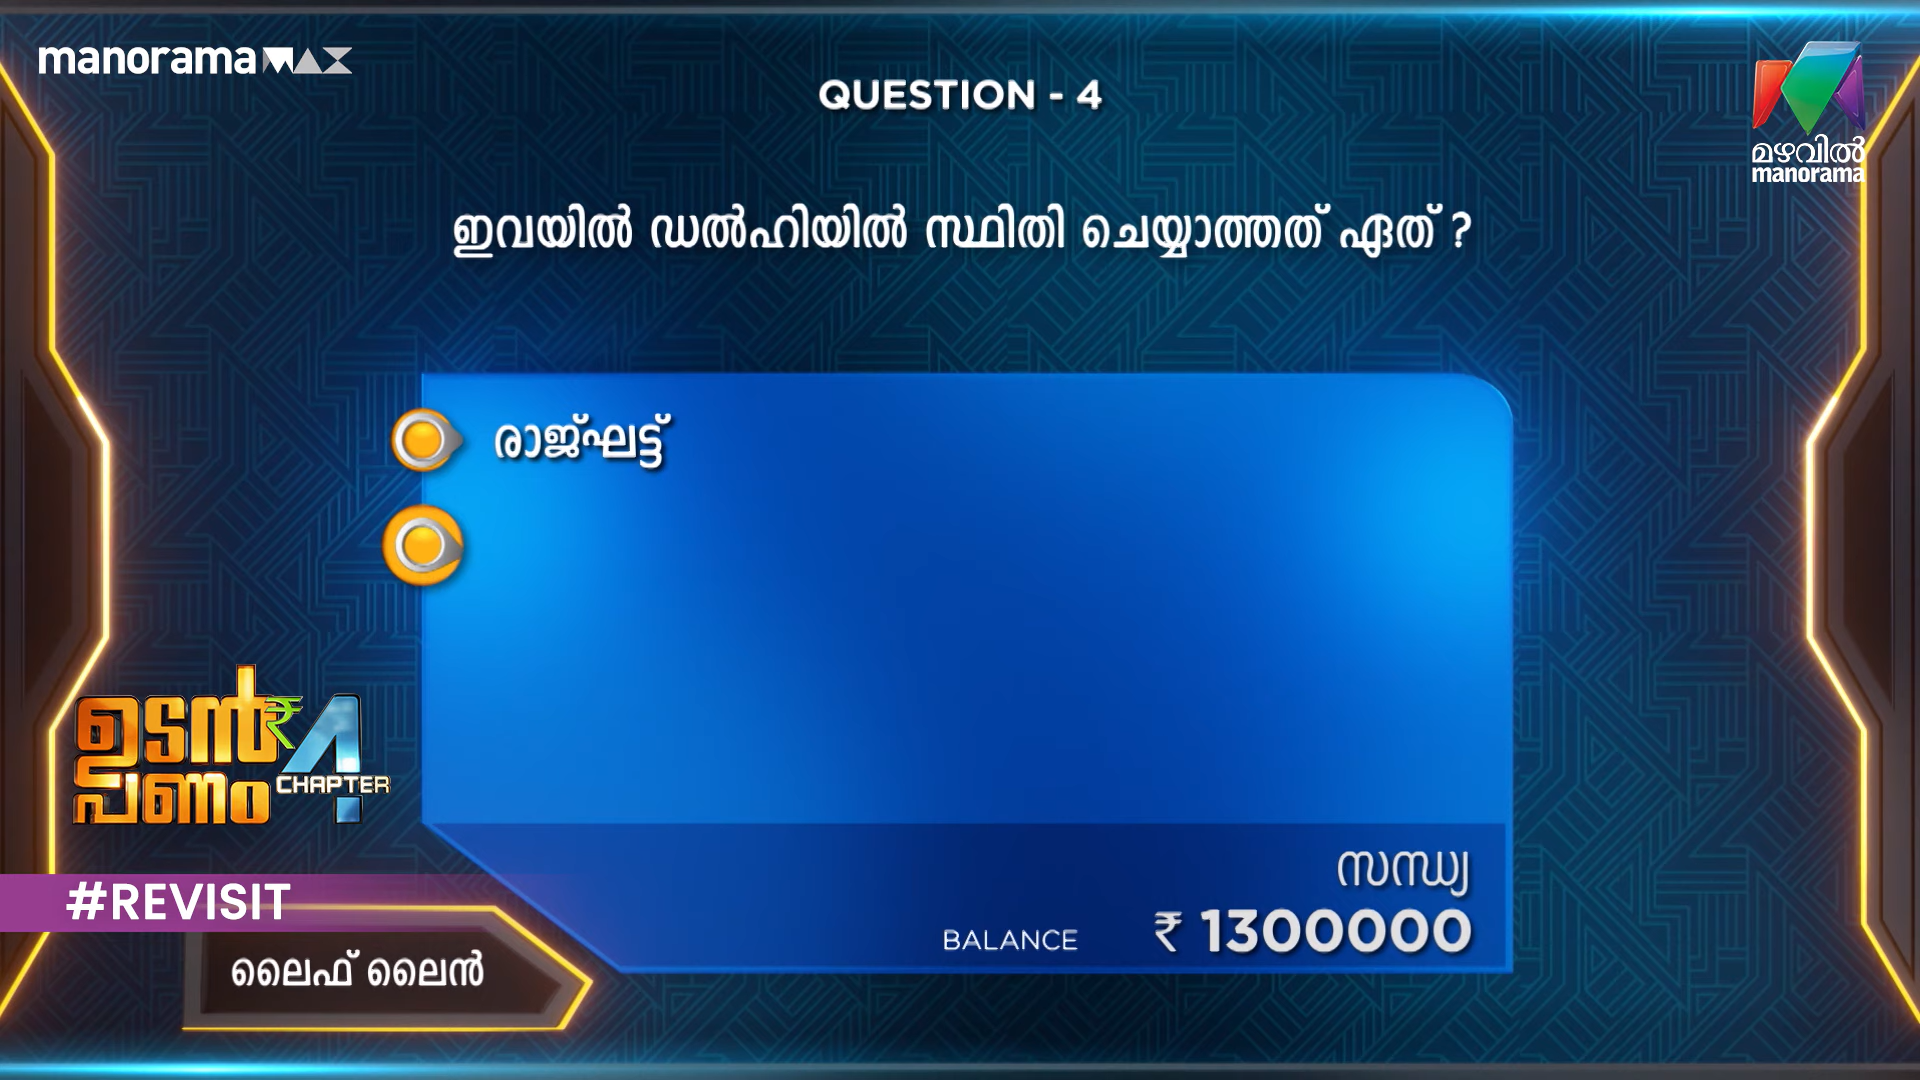 manorama MAX
QUESTION - 4
മഴവിൽ
manorama
ഇവയിൽ ഡൽഹിയിൽ സ്ഥിതി ചെയ്യാത്തത് ഏത് ?
രാജ്ഘട്ട്
ഉടൻ
പണം
4
CHAPTER
സന്ധ്യ
BALANCE ₹ 1300000
#REVISIT
ലൈഫ് ലൈൻ